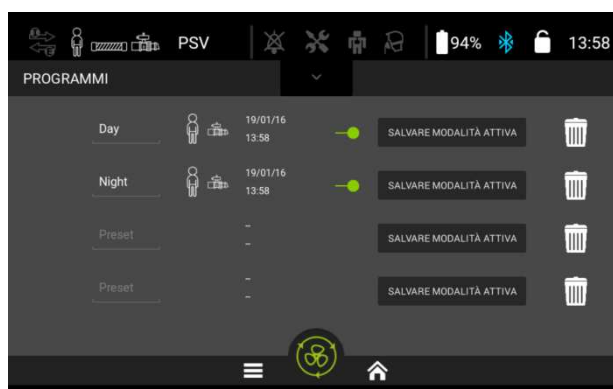 PSV 94% 13:58
PROGRAMMI
Day 19/01/16 13:58 SALVARE MODALITÀ ATTIVA
Night 19/01/16 13:58 SALVARE MODALITÀ ATTIVA
Preset – – SALVARE MODALITÀ ATTIVA
Preset – – SALVARE MODALITÀ ATTIVA